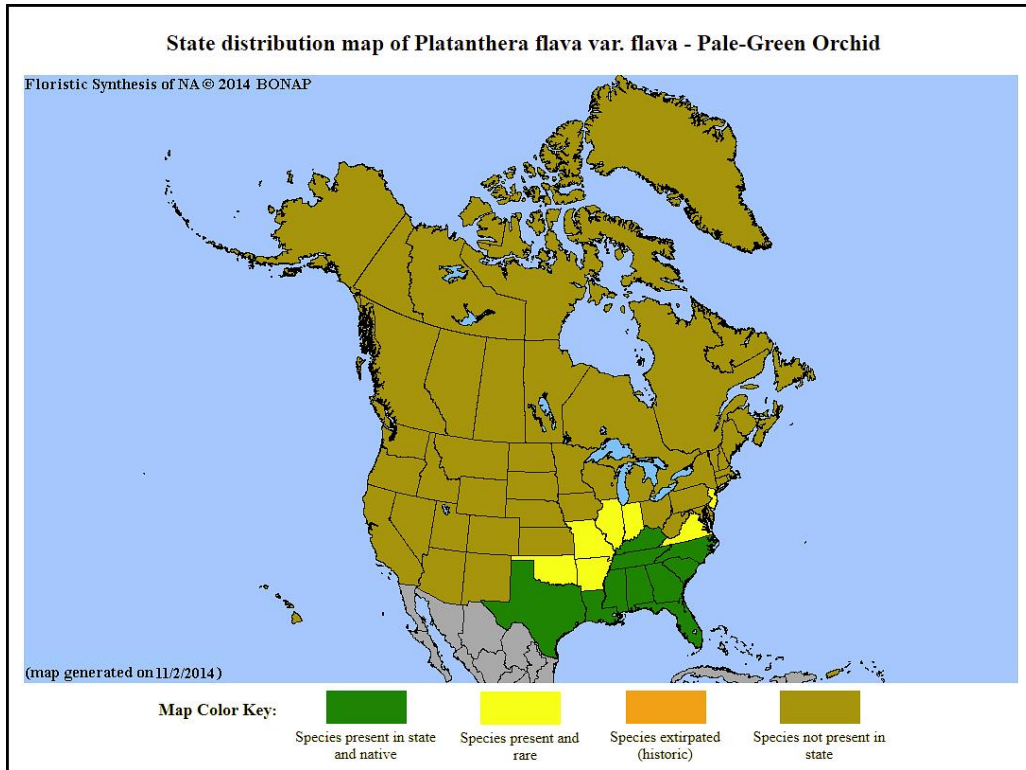 State distribution map of Platanthera flava var. flava - Pale-Green Orchid
Floristic Synthesis of NA © 2014 BONAP
(map generated on 11/2/2014)
Map Color Key:
Species present in state
and native
Species present and
rare
Species extirpated
(historic)
Species not present in
state